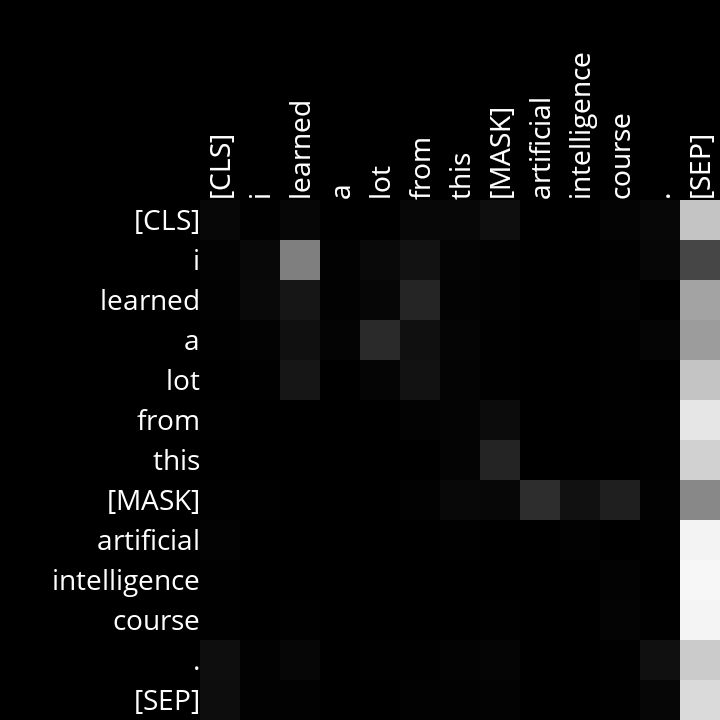 [CLS]
i
learned
a
lot
from
this
[MASK]
artificial
intelligence
course
.
[SEP]
[CLS]
i
learned
a
lot
from
this
[MASK]
artificial
intelligence
course
.
[SEP]